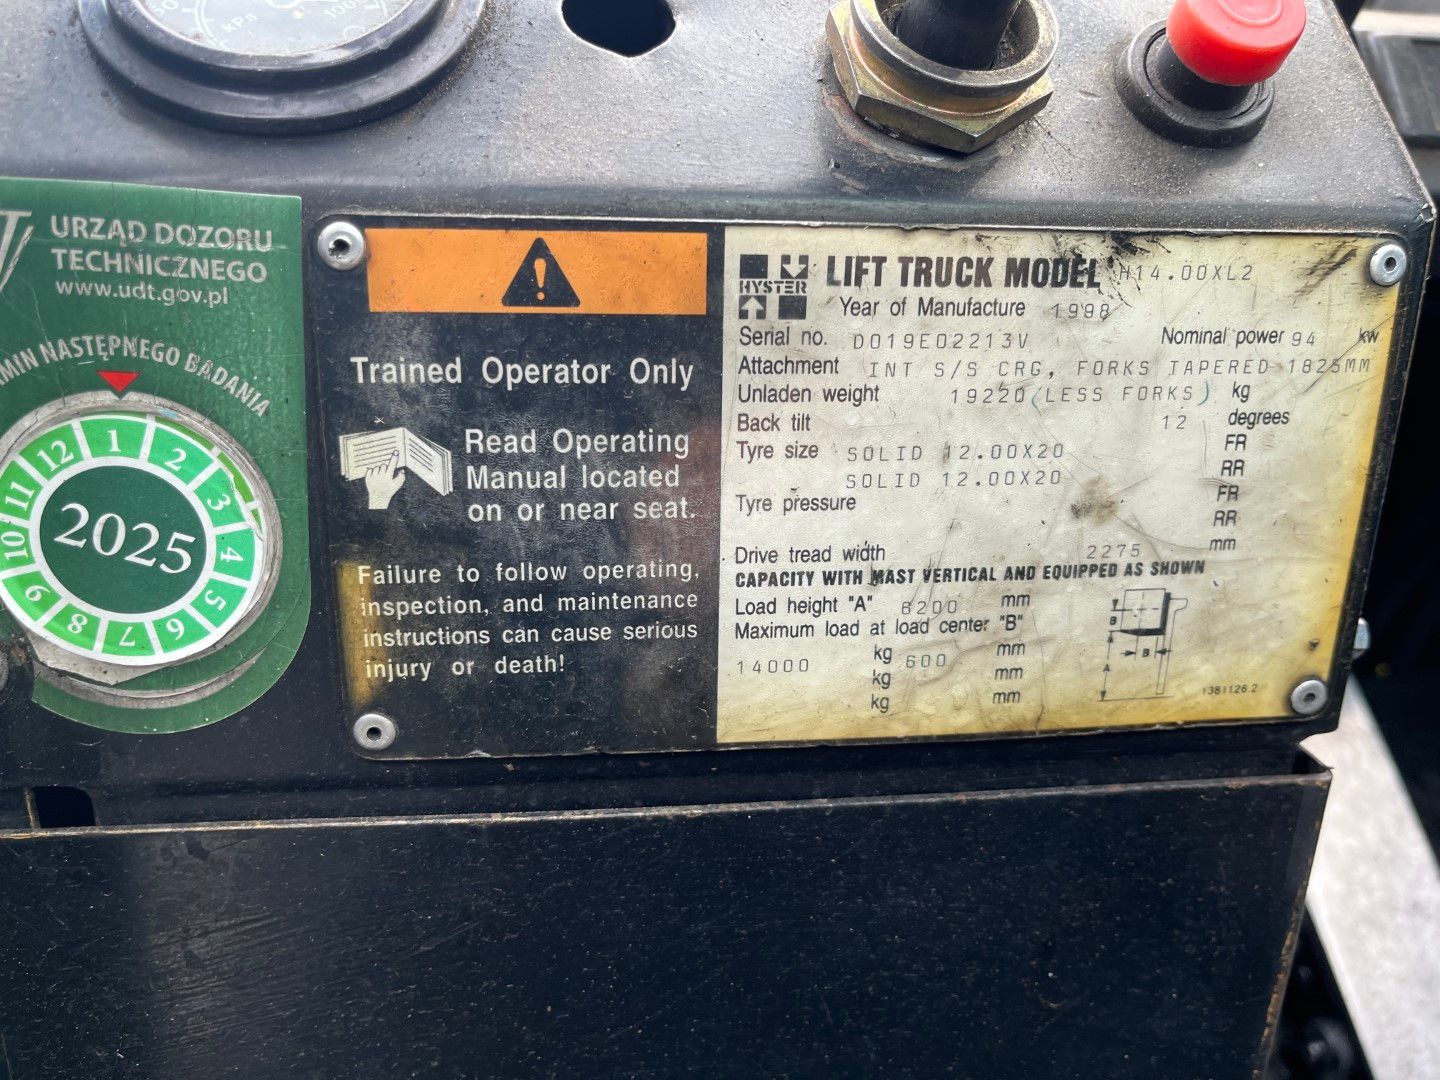 50
kPa
100
URZĄD DOZORU
TECHNICZNEGO
www.udt.gov.pl
NASTĘPNEGO BADANIA
1
2
3
4
5
6
7
8
9
10
11
12
2025
Trained Operator Only
Read Operating
Manual located
on or near seat.
Failure to follow operating,
inspection, and maintenance
instructions can cause serious
injury or death!
HYSTER
LIFT TRUCK MODEL H14.00XL2
Year of Manufacture 1998
Serial no. D019E02213V Nominal power 94 kw
Attachment INT S/S CRG, FORKS TAPERED 1825MM
Unladen weight 19220 (LESS FORKS) kg
Back tilt 12 degrees
Tyre size SOLID 12.00X20 FR
SOLID 12.00X20 RR
Tyre pressure FR
RR
Drive tread width 2275 mm
CAPACITY WITH MAST VERTICAL AND EQUIPPED AS SHOWN
Load height "A" 6200 mm
Maximum load at load center "B"
14000 kg 600 mm
kg mm
kg mm
B
B
A
1381126 2